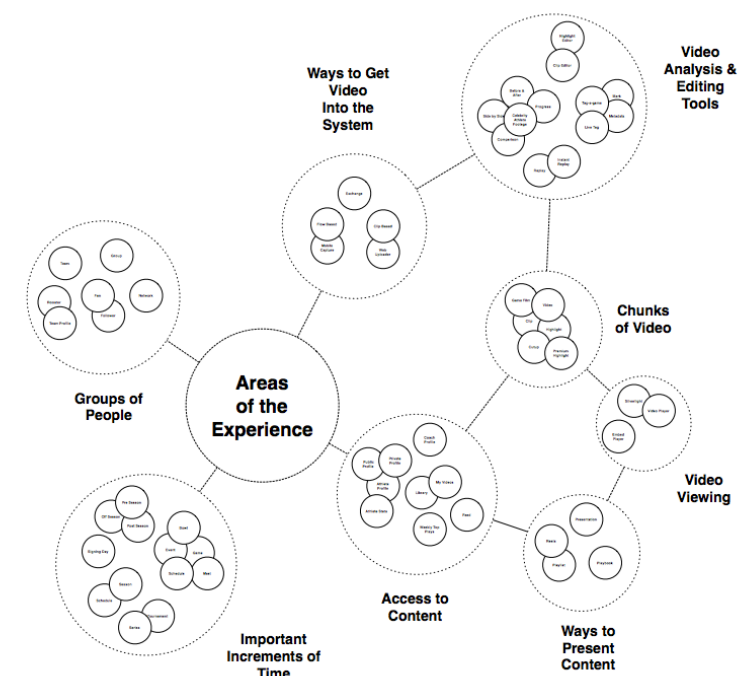 Highlight
Editor
Clip Editor
Video
Analysis &
Editing
Tools
Before &
After
Progress
Side by Side
Celebrity
Athlete
Footage
Comparison
Tag-a-game
Mark
Metadata
Live Tag
Instant
Replay
Replay
Ways to Get
Video
Into the
System
Exchange
Flow Based
Mobile
Capture
Clip Based
Web
Uploader
Team
Group
Fan
Network
Follower
Team Profile
Groups of
People
Areas
of the
Experience
Game Film
Video
Clip
Highlight
Premium
Highlight
Chunks
of Video
Video Player
Embed
Player
Video
Viewing
Coach
Profile
Public
Profile
Private
Profile
Athlete
Profile
Athlete Stats
My Videos
Library
Feed
Weekly Top
Plays
Access to
Content
Presentation
Reels
Playlist
Playbook
Ways to
Present
Content
Pre Season
Off Season
Post Season
Signing Day
Event
Game
Schedule
Meet
Season
Schedule
Tournament
Series
Important
Increments of
Time